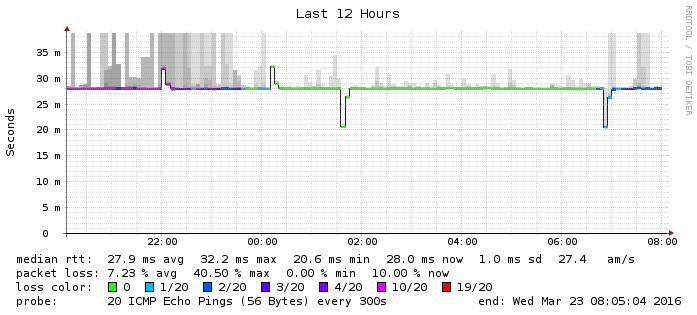 Last 12 Hours
RRDTOOL / TOBI OETIKER
Seconds
35 m
30 m
25 m
20 m
15 m
10 m
5 m
0
22:00 00:00 02:00 04:00 06:00 08:00
median rtt: 27.9 ms avg 32.2 ms max 20.6 ms min 28.0 ms now 1.0 ms sd 27.4 am/s
packet loss: 7.23 % avg 40.50 % max 0.00 % min 10.00 % now
loss color: 0 1/20 2/20 3/20 4/20 10/20 19/20
probe: 20 ICMP Echo Pings (56 Bytes) every 300s end: Wed Mar 23 08:05:04 2016